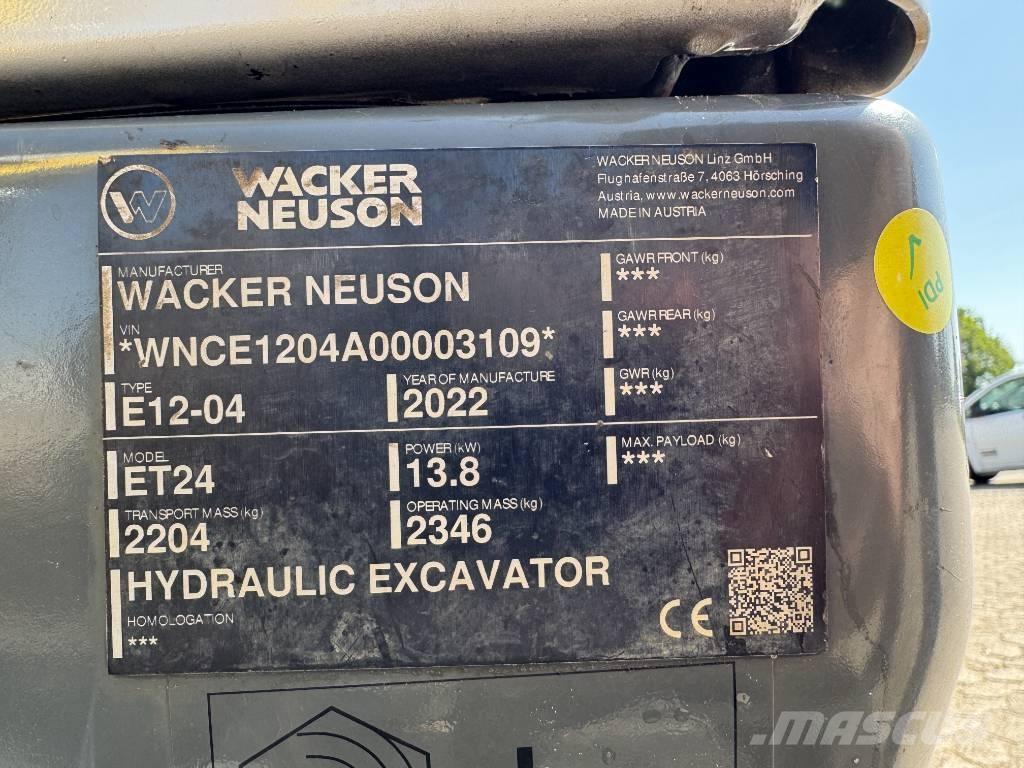 WACKER
NEUSON
WACKER NEUSON Linz GmbH
Flughafenstraße 7, 4063 Hörsching
Austria, www.wackerneuson.com
MADE IN AUSTRIA
MANUFACTURER
WACKER NEUSON
VIN
*WNCE1204A00003109*
TYPE
E12-04
YEAR OF MANUFACTURE
2022
GAWR FRONT (kg)
***
GAWR REAR (kg)
***
GWR (kg)
***
MODEL
ET24
POWER (kW)
13.8
MAX. PAYLOAD (kg)
***
TRANSPORT MASS (kg)
2204
OPERATING MASS (kg)
2346
HYDRAULIC EXCAVATOR
HOMOLOGATION
***
CE
PDI
MASCUS